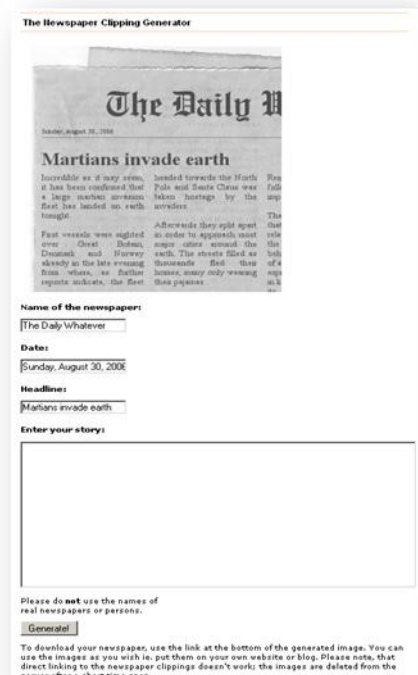 The Newspaper Clipping Generator
The Daily W
Sunday, August 30, 2006
Martians invade earth
Incredible as it may seem,
it has been confirmed that
a large martian invasion
fleet has landed on earth
tonight.
First vessels were sighted
over Great Britain,
Denmark and Norway
already in the late evening
from where, as further
reports indicate, the fleet
headed towards the North
Pole and Santa Claus was
taken hostage by the
invaders.
Afterwards they split apart
in order to approach most
major cities around the
earth. The streets filled as
thousands fled their
homes, many only wearing
their pajamas
Name of the newspaper:
The Daily Whatever
Date:
Sunday, August 30, 2006
Headline:
Martians invade earth
Enter your story:
Please do not use the names of
real newspapers or persons.
Generate!
To download your newspaper, use the link at the bottom of the generated image. You can
use the images as you wish ie. put them on your own website or blog. Please note, that
direct linking to the newspaper clippings doesn't work; the images are deleted from the